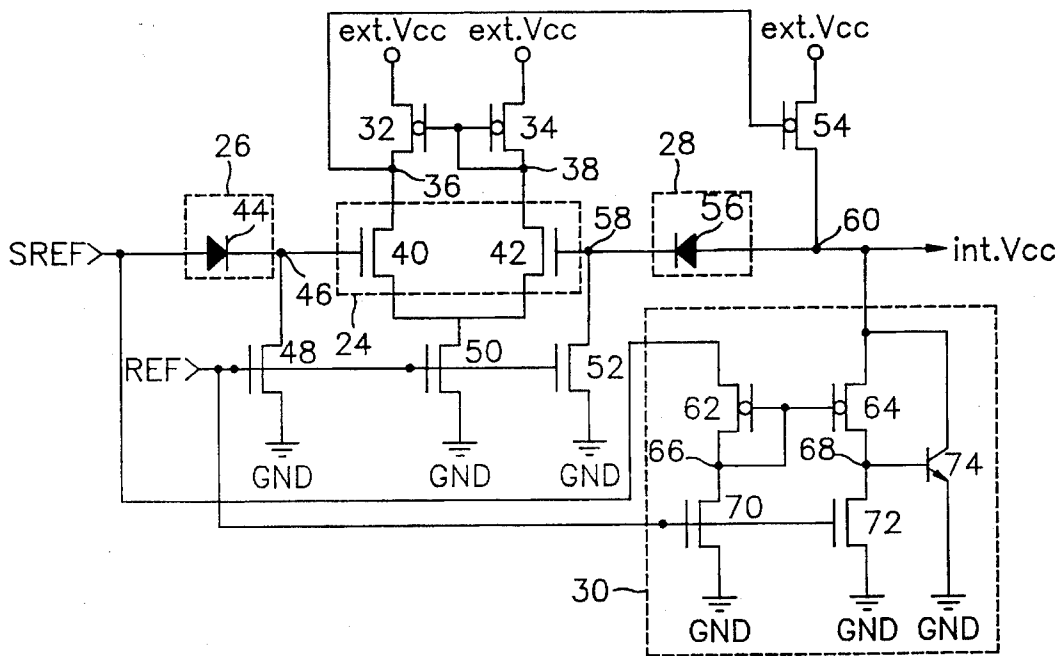 ext.Vcc ext.Vcc ext.Vcc
32 34 54
26 28
36 38
44 58 56 60
SREF 40 42 int.Vcc
46
24
REF 48 50 52
62 64
GND GND GND
66 68 74
70 72
30
GND GND GND